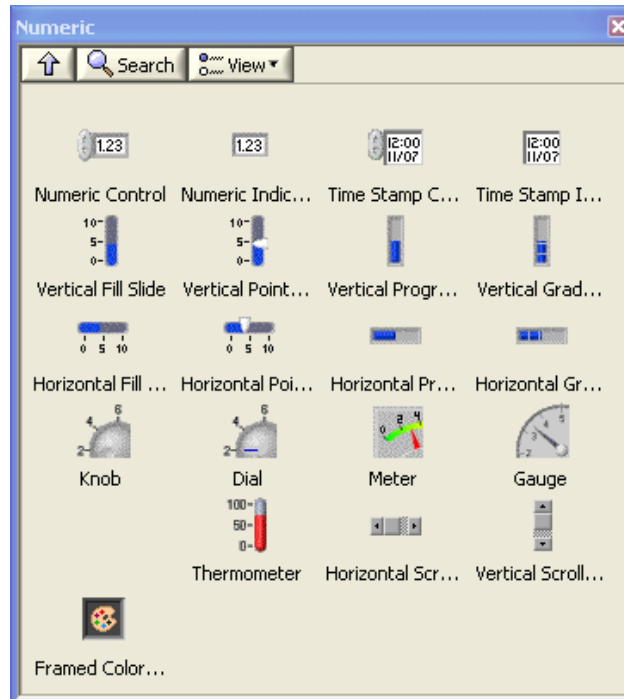 Numeric
Search View
1.23 1.23 12:00 12:00
11/07 11/07
Numeric Control Numeric Indic... Time Stamp C... Time Stamp I...
10- 10-
5- 5-
0- 0-
Vertical Fill Slide Vertical Point... Vertical Progr... Vertical Grad...
0 5 10 0 5 10
Horizontal Fill ... Horizontal Poi... Horizontal Pr... Horizontal Gr...
2 4 6 2 4 6 0 2 4 2 3 4 5
Knob Dial Meter Gauge
100-
50-
0-
Thermometer Horizontal Scr... Vertical Scroll...
Framed Color...